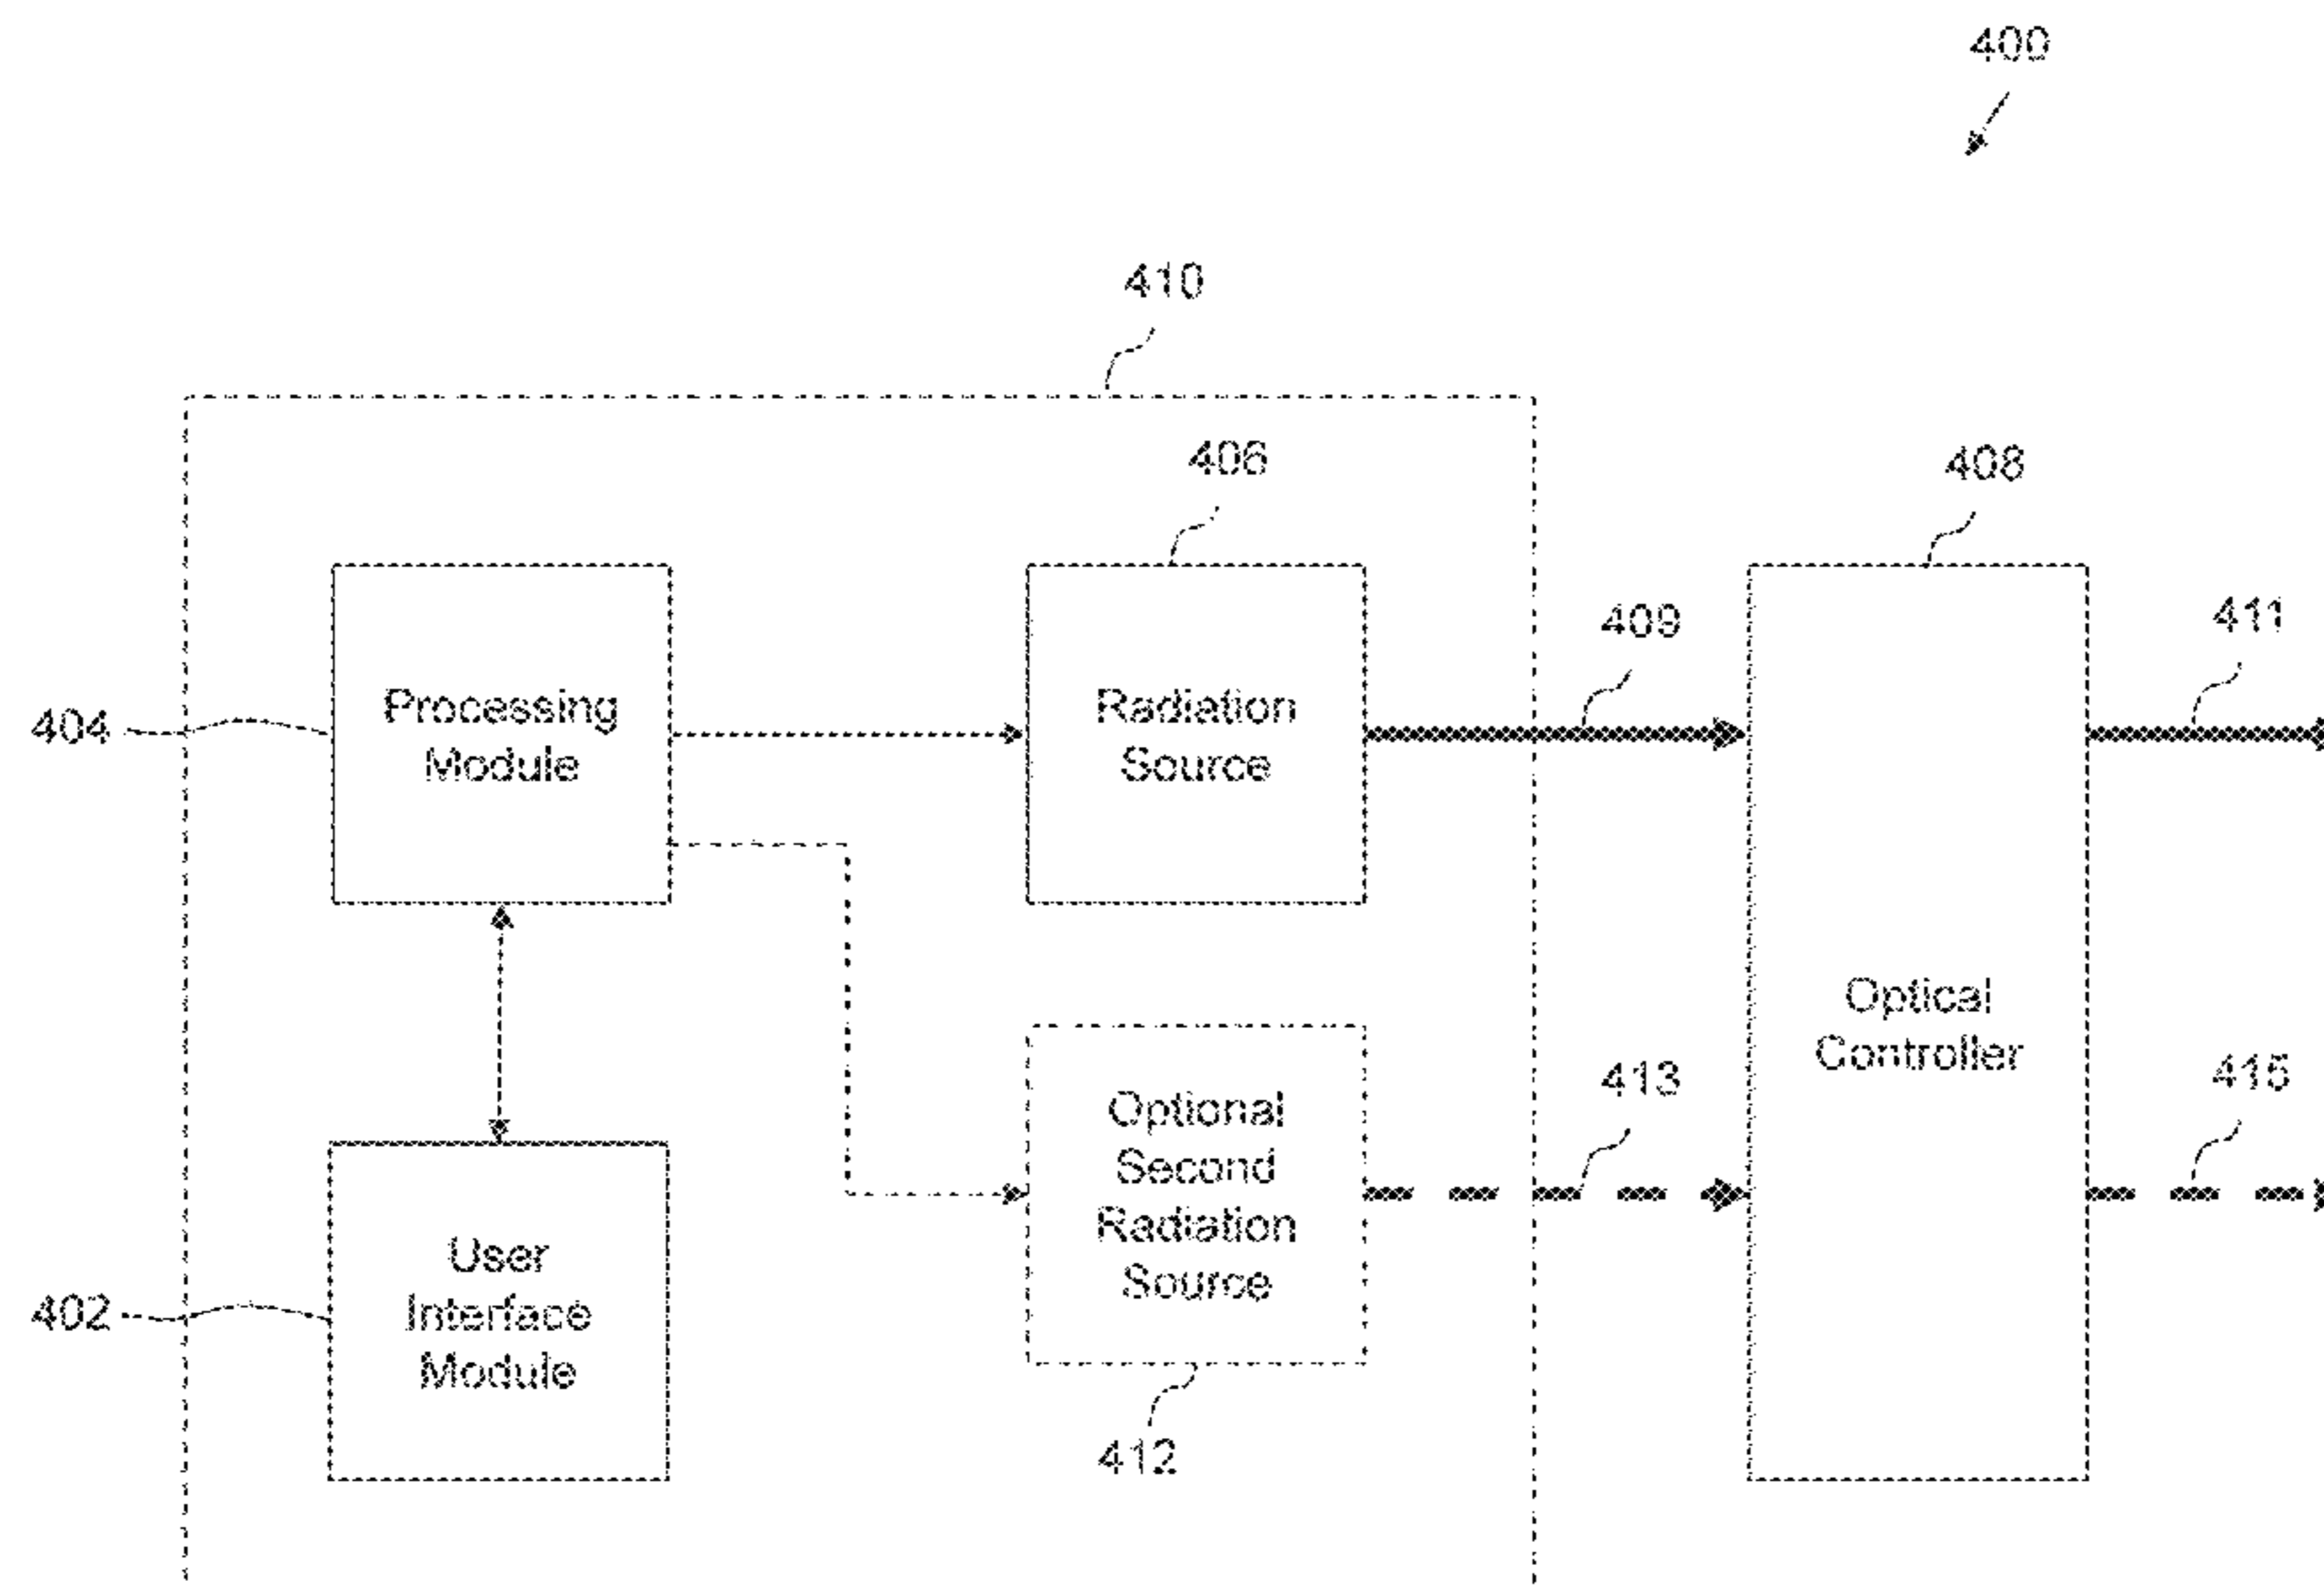 400
410
406
408
409
411
Processing
Module
Radiation
Source
404
Optical
Controller
413
415
Optional
Second
Radiation
Source
User
Interface
Module
402
412